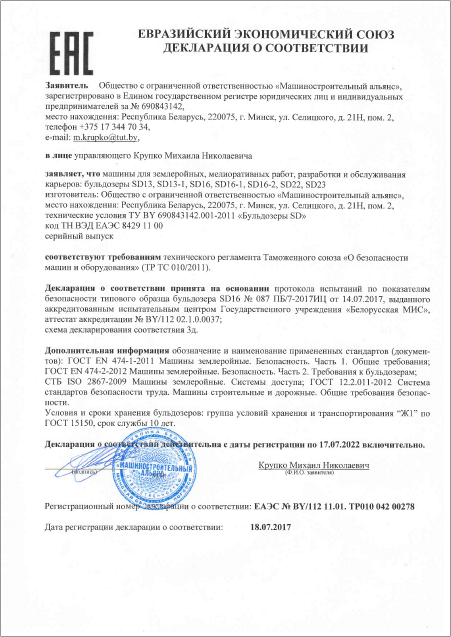 EAC
ЕВРАЗИЙСКИЙ ЭКОНОМИЧЕСКИЙ СОЮЗ
ДЕКЛАРАЦИЯ О СООТВЕТСТВИИ
Заявитель Общество с ограниченной ответственностью «Машиностроительный альянс»,
зарегистрировано в Едином государственном регистре юридических лиц и индивидуальных
предпринимателей за № 690843142,
место нахождения: Республика Беларусь, 220075, г. Минск, ул. Селицкого, д. 21Н, пом. 2,
телефон +375 17 344 70 34,
e-mail: m.krupko@tut.by,
в лице управляющего Крупко Михаила Николаевича
заявляет, что машины для землеройных, мелиоративных работ, разработки и обслуживания
карьеров: бульдозеры SD13, SD13-1, SD16, SD16-1, SD16-2, SD22, SD23
изготовитель: Общество с ограниченной ответственностью «Машиностроительный альянс»,
место нахождения: Республика Беларусь, 220075, г. Минск, ул. Селицкого, д. 21Н, пом. 2,
технические условия ТУ BY 690843142.001-2011 «Бульдозеры SD»
код ТН ВЭД ЕАЭС 8429 11 00
серийный выпуск
соответствуют требованиям технического регламента Таможенного союза «О безопасности
машин и оборудования» (ТР ТС 010/2011).
Декларация о соответствии принята на основании протокола испытаний по показателям
безопасности типового образца бульдозера SD16 № 087 ПБ/7-2017ИЦ от 14.07.2017, выданного
аккредитованным испытательным центром Государственного учреждения «Белорусская МИС»,
аттестат аккредитации № BY/112 02.1.0.0037;
схема декларирования соответствия 3д.
Дополнительная информация обозначение и наименование примененных стандартов (докумен-
тов): ГОСТ EN 474-1-2011 Машины землеройные. Безопасность. Часть 1. Общие требования;
ГОСТ EN 474-2-2012 Машины землеройные. Безопасность. Часть 2. Требования к бульдозерам;
СТБ ISO 2867-2009 Машины землеройные. Системы доступа; ГОСТ 12.2.011-2012 Система
стандартов безопасности труда. Машины строительные и дорожные. Общие требования безопас-
ности.
Условия и сроки хранения бульдозеров: группа условий хранения и транспортирования “Ж1” по
ГОСТ 15150, срок службы 10 лет.
Декларация о соответствии действительна с даты регистрации по 17.07.2022 включительно.
(подпись)
«МАШИНОСТРОИТЕЛЬНЫЙ
АЛЬЯНС»
Крупко Михаил Николаевич
(Ф.И.О. заявителя)
Регистрационный номер декларации о соответствии: ЕАЭС № BY/112 11.01. ТР010 042 00278
Дата регистрации декларации о соответствии: 18.07.2017